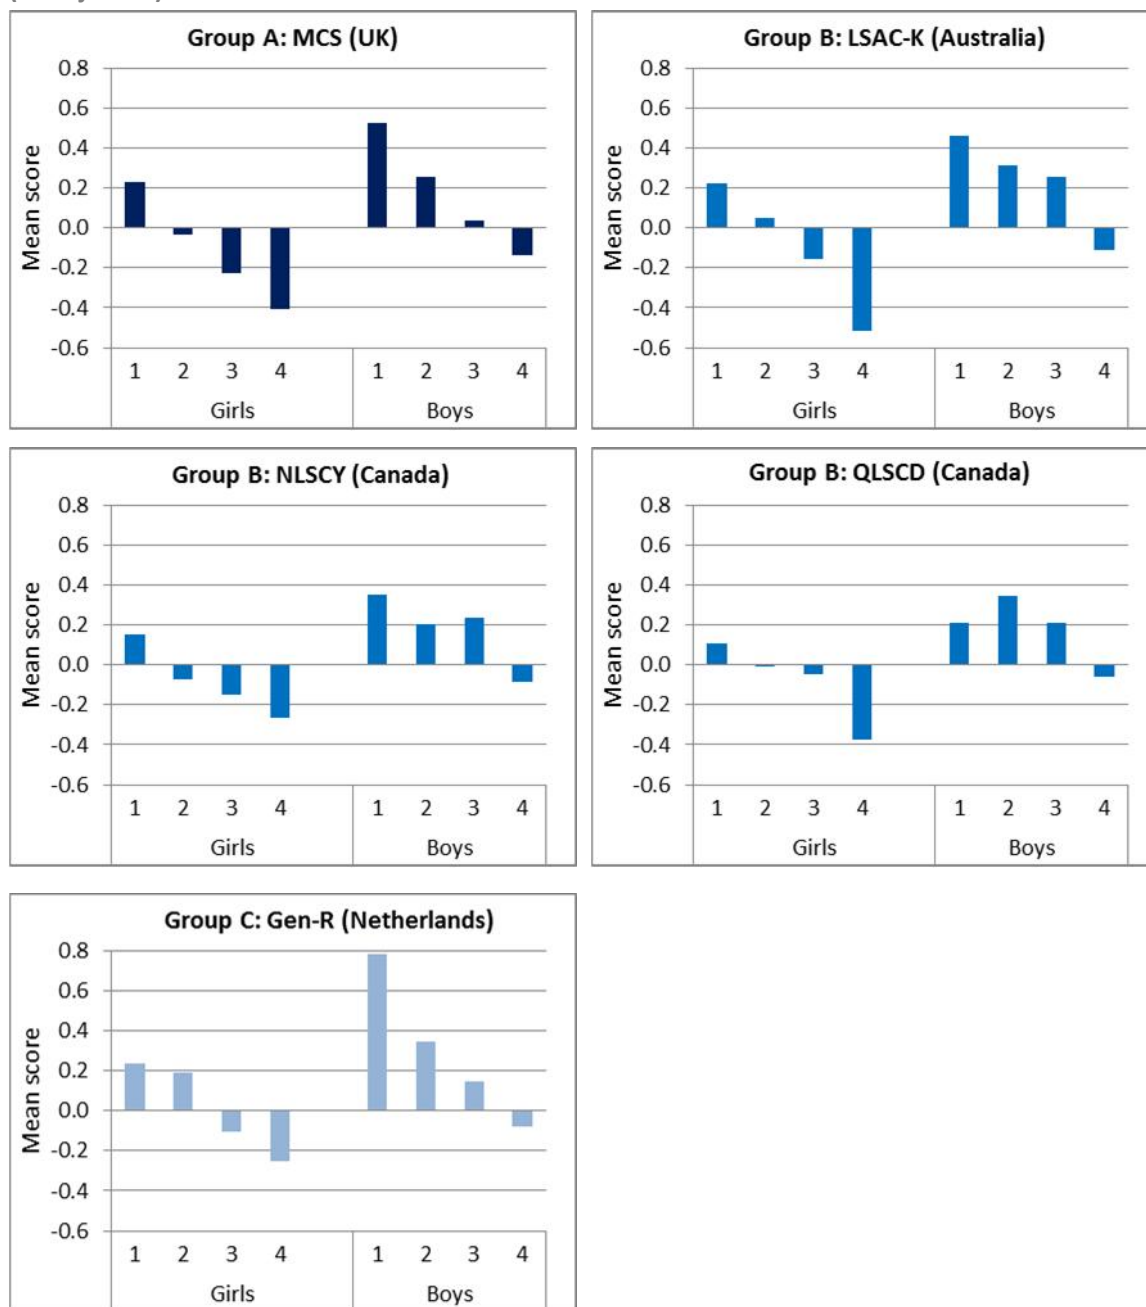 Group A: MCS (UK)
0.8
0.6
0.4
0.2
0.0
-0.2
-0.4
-0.6
Mean score
1 2 3 4 1 2 3 4
Girls Boys
Group B: LSAC-K (Australia)
0.8
0.6
0.4
0.2
0.0
-0.2
-0.4
-0.6
Mean score
1 2 3 4 1 2 3 4
Girls Boys
Group B: NLSCY (Canada)
0.8
0.6
0.4
0.2
0.0
-0.2
-0.4
-0.6
Mean score
1 2 3 4 1 2 3 4
Girls Boys
Group B: QLSCD (Canada)
0.8
0.6
0.4
0.2
0.0
-0.2
-0.4
-0.6
Mean score
1 2 3 4 1 2 3 4
Girls Boys
Group C: Gen-R (Netherlands)
0.8
0.6
0.4
0.2
0.0
-0.2
-0.4
-0.6
Mean score
1 2 3 4 1 2 3 4
Girls Boys